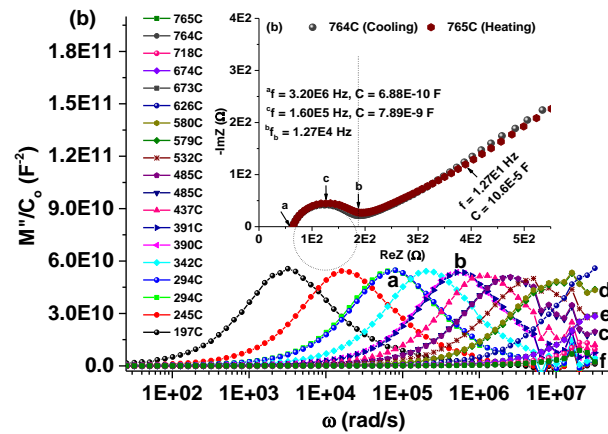 (b)
M"/Cₒ (F⁻²)
1.8E11
1.5E11
1.2E11
9.0E10
6.0E10
3.0E10
0.0
765C
764C
718C
674C
673C
626C
580C
579C
532C
485C
485C
437C
391C
390C
342C
294C
294C
245C
197C
(b)
764C (Cooling)
765C (Heating)
4E2
3E2
2E2
1E2
0
-ImZ (Ω)
ᵃf = 3.20E6 Hz, C = 6.88E-10 F
ᶜf = 1.60E5 Hz, C = 7.89E-9 F
ᵇf_b = 1.27E4 Hz
a
c
b
f = 1.27E1 Hz
C = 10.6E-5 F
0
1E2
2E2
3E2
4E2
5E2
ReZ (Ω)
a
b
d
e
c
f
1E+02
1E+03
1E+04
1E+05
1E+06
1E+07
ω (rad/s)